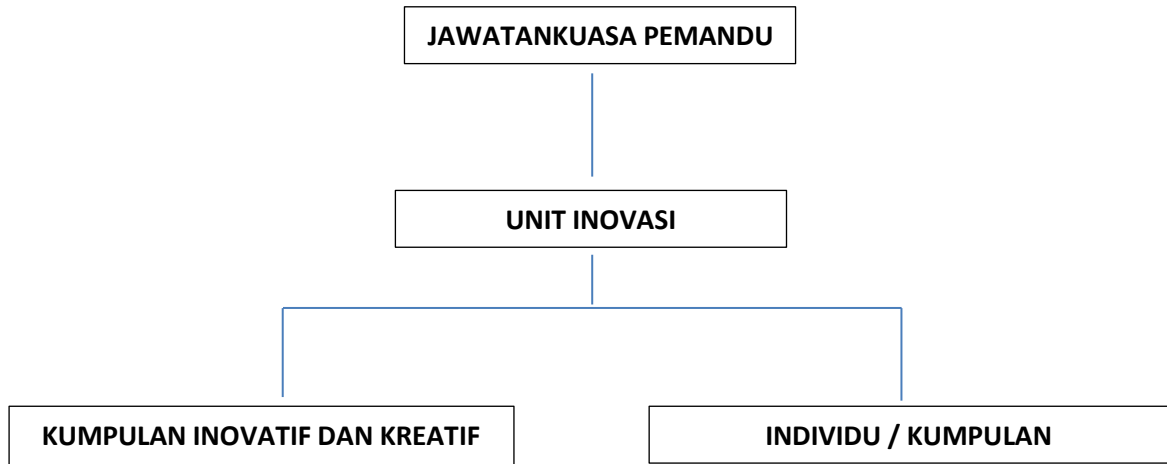 JAWATANKUASA PEMANDU
UNIT INOVASI
KUMPULAN INOVATIF DAN KREATIF
INDIVIDU / KUMPULAN